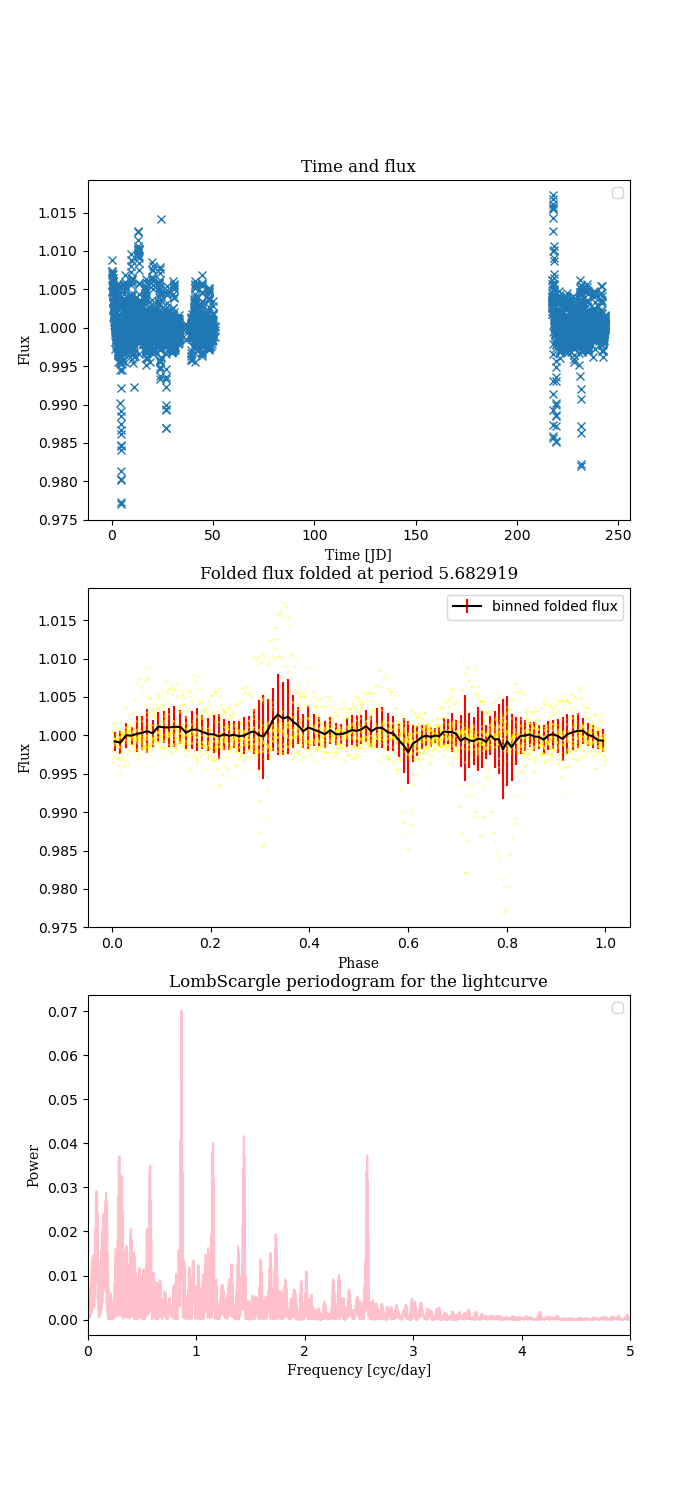 Time and flux
1.015
1.010
1.005
1.000
0.995
0.990
0.985
0.980
0.975
Flux
0 50 100 150 200 250
Time [JD]
Folded flux folded at period 5.682919
binned folded flux
1.015
1.010
1.005
1.000
0.995
0.990
0.985
0.980
0.975
Flux
0.0 0.2 0.4 0.6 0.8 1.0
Phase
LombScargle periodogram for the lightcurve
0.07
0.06
0.05
0.04
0.03
0.02
0.01
0.00
Power
0 1 2 3 4 5
Frequency [cyc/day]